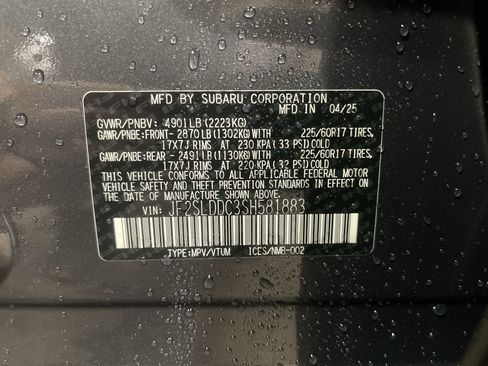 MFD BY SUBARU CORPORATION
MFD.IN 04/25
GVWR/PNBV: 4901LB(2223KG)
GAWR/PNBE:FRONT- 2870LB(1302KG)WITH 225/60R17 TIRES,
17X7J RIMS AT 230 KPA(33 PSI)COLD
GAWR/PNBE:REAR - 2491LB(1130KG)WITH 225/60R17 TIRES,
17X7J RIMS AT 220 KPA(32 PSI)COLD
THIS VEHICLE CONFORMS TO ALL APPLICABLE FEDERAL MOTOR
VEHICLE SAFETY AND THEFT PREVENTION STANDARDS IN EFFECT ON
THE DATE OF MANUFACTURE SHOWN ABOVE.
VIN: JF2SLDDC3SH581883
TYPE:MPV/VTUM ICES/NMB-002